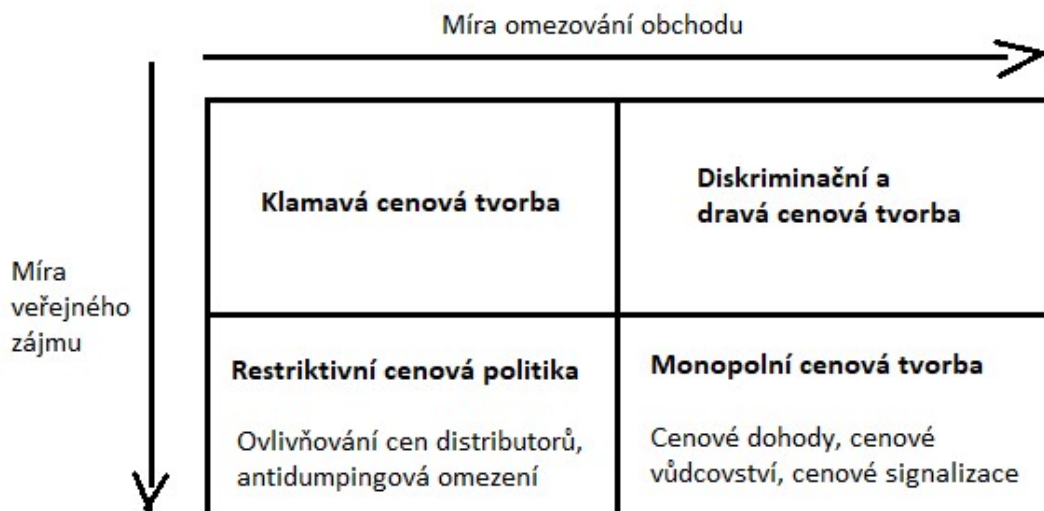 Míra omezování obchodu
Klamavá cenová tvorba
Diskriminační a
dravá cenová tvorba
Míra
veřejného
zájmu
Restriktivní cenová politika
Ovlivňování cen distributorů,
antidumpingová omezení
Monopolní cenová tvorba
Cenové dohody, cenové
vůdcovství, cenové signalizace